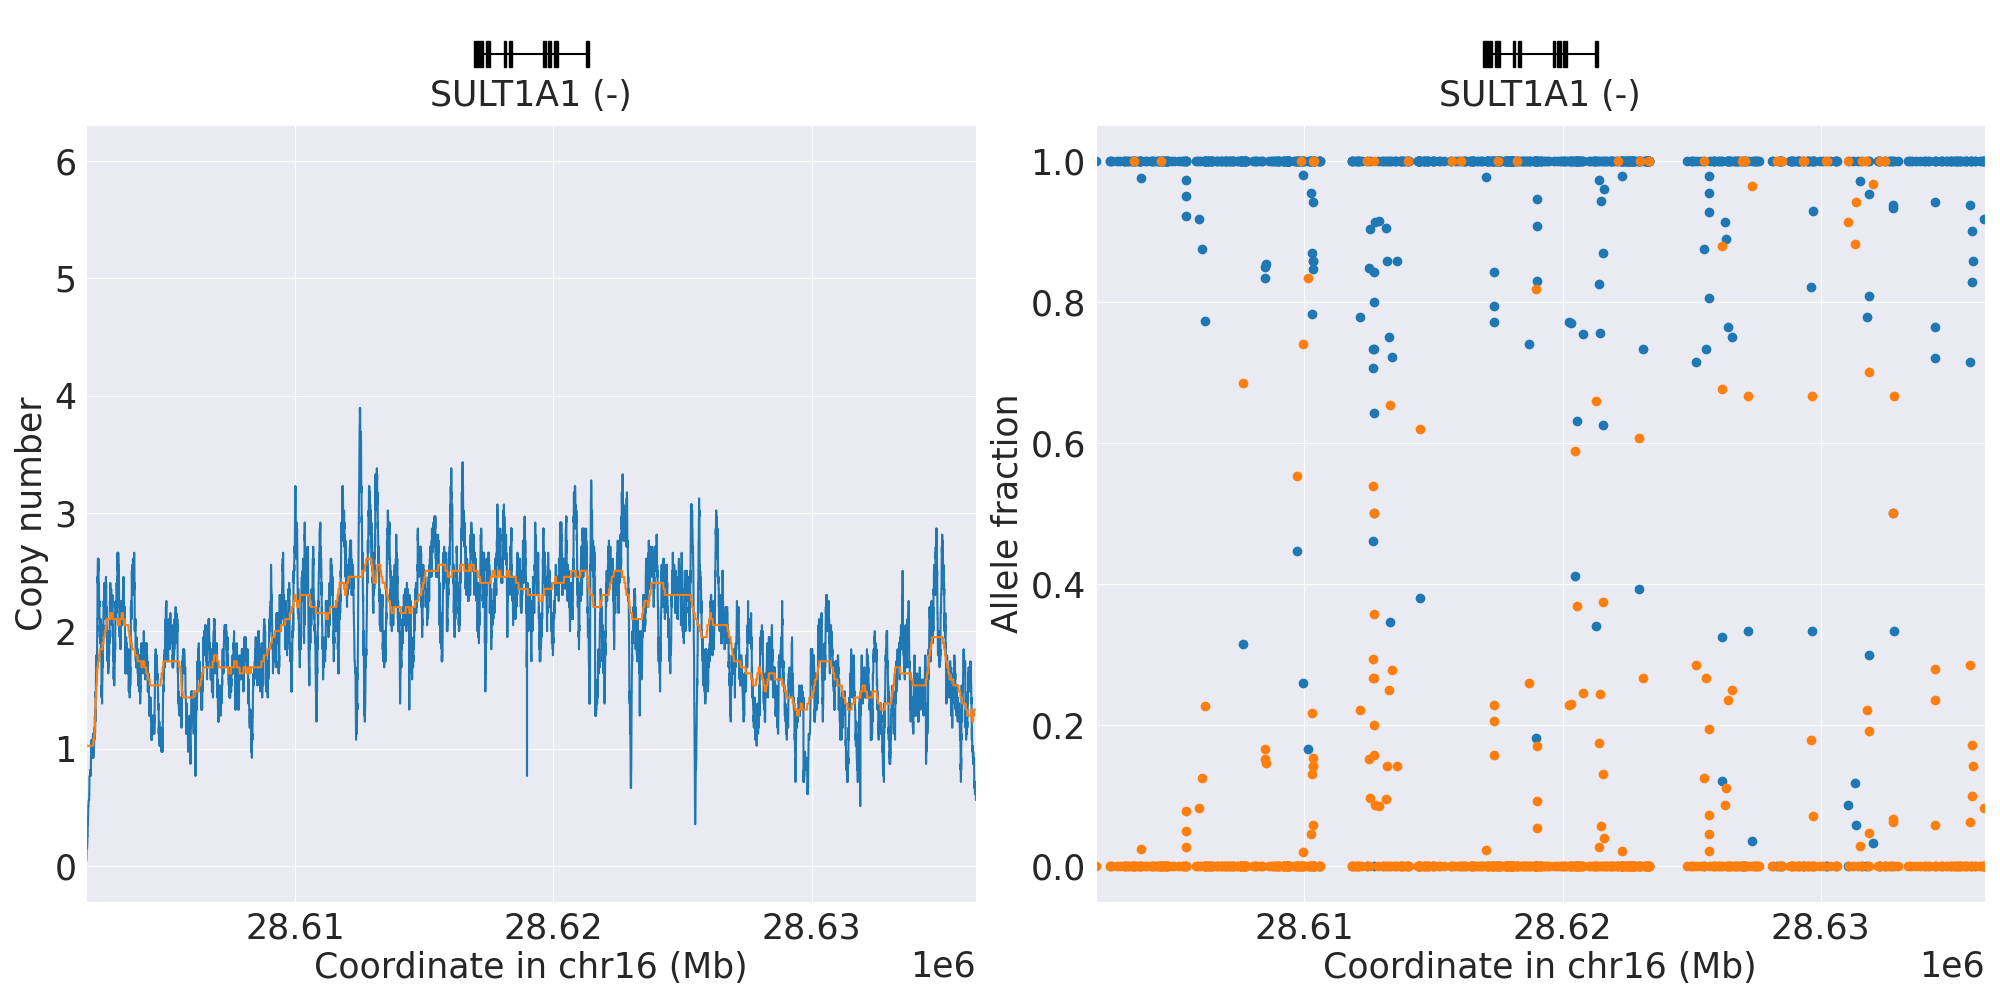 SULT1A1 (-)
Copy number
6
5
4
3
2
1
0
28.61
28.62
28.63
Coordinate in chr16 (Mb)
1e6
SULT1A1 (-)
Allele fraction
1.0
0.8
0.6
0.4
0.2
0.0
28.61
28.62
28.63
Coordinate in chr16 (Mb)
1e6